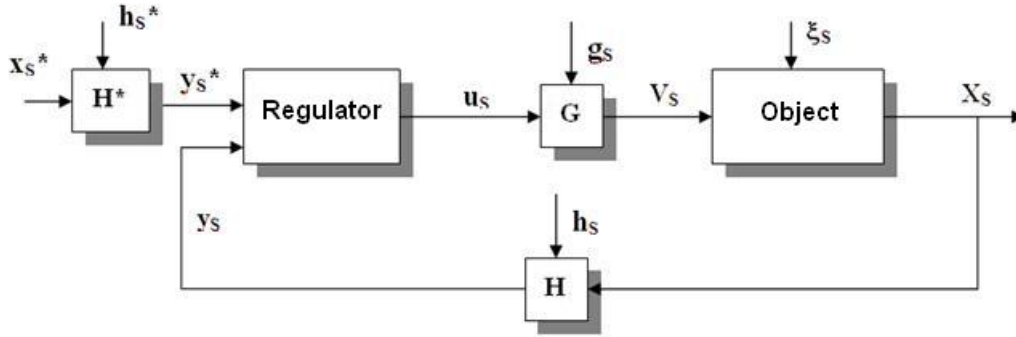 hS*
xS*
H*
yS*
Regulator
uS
gS
G
VS
ξS
Object
XS
yS
hS
H